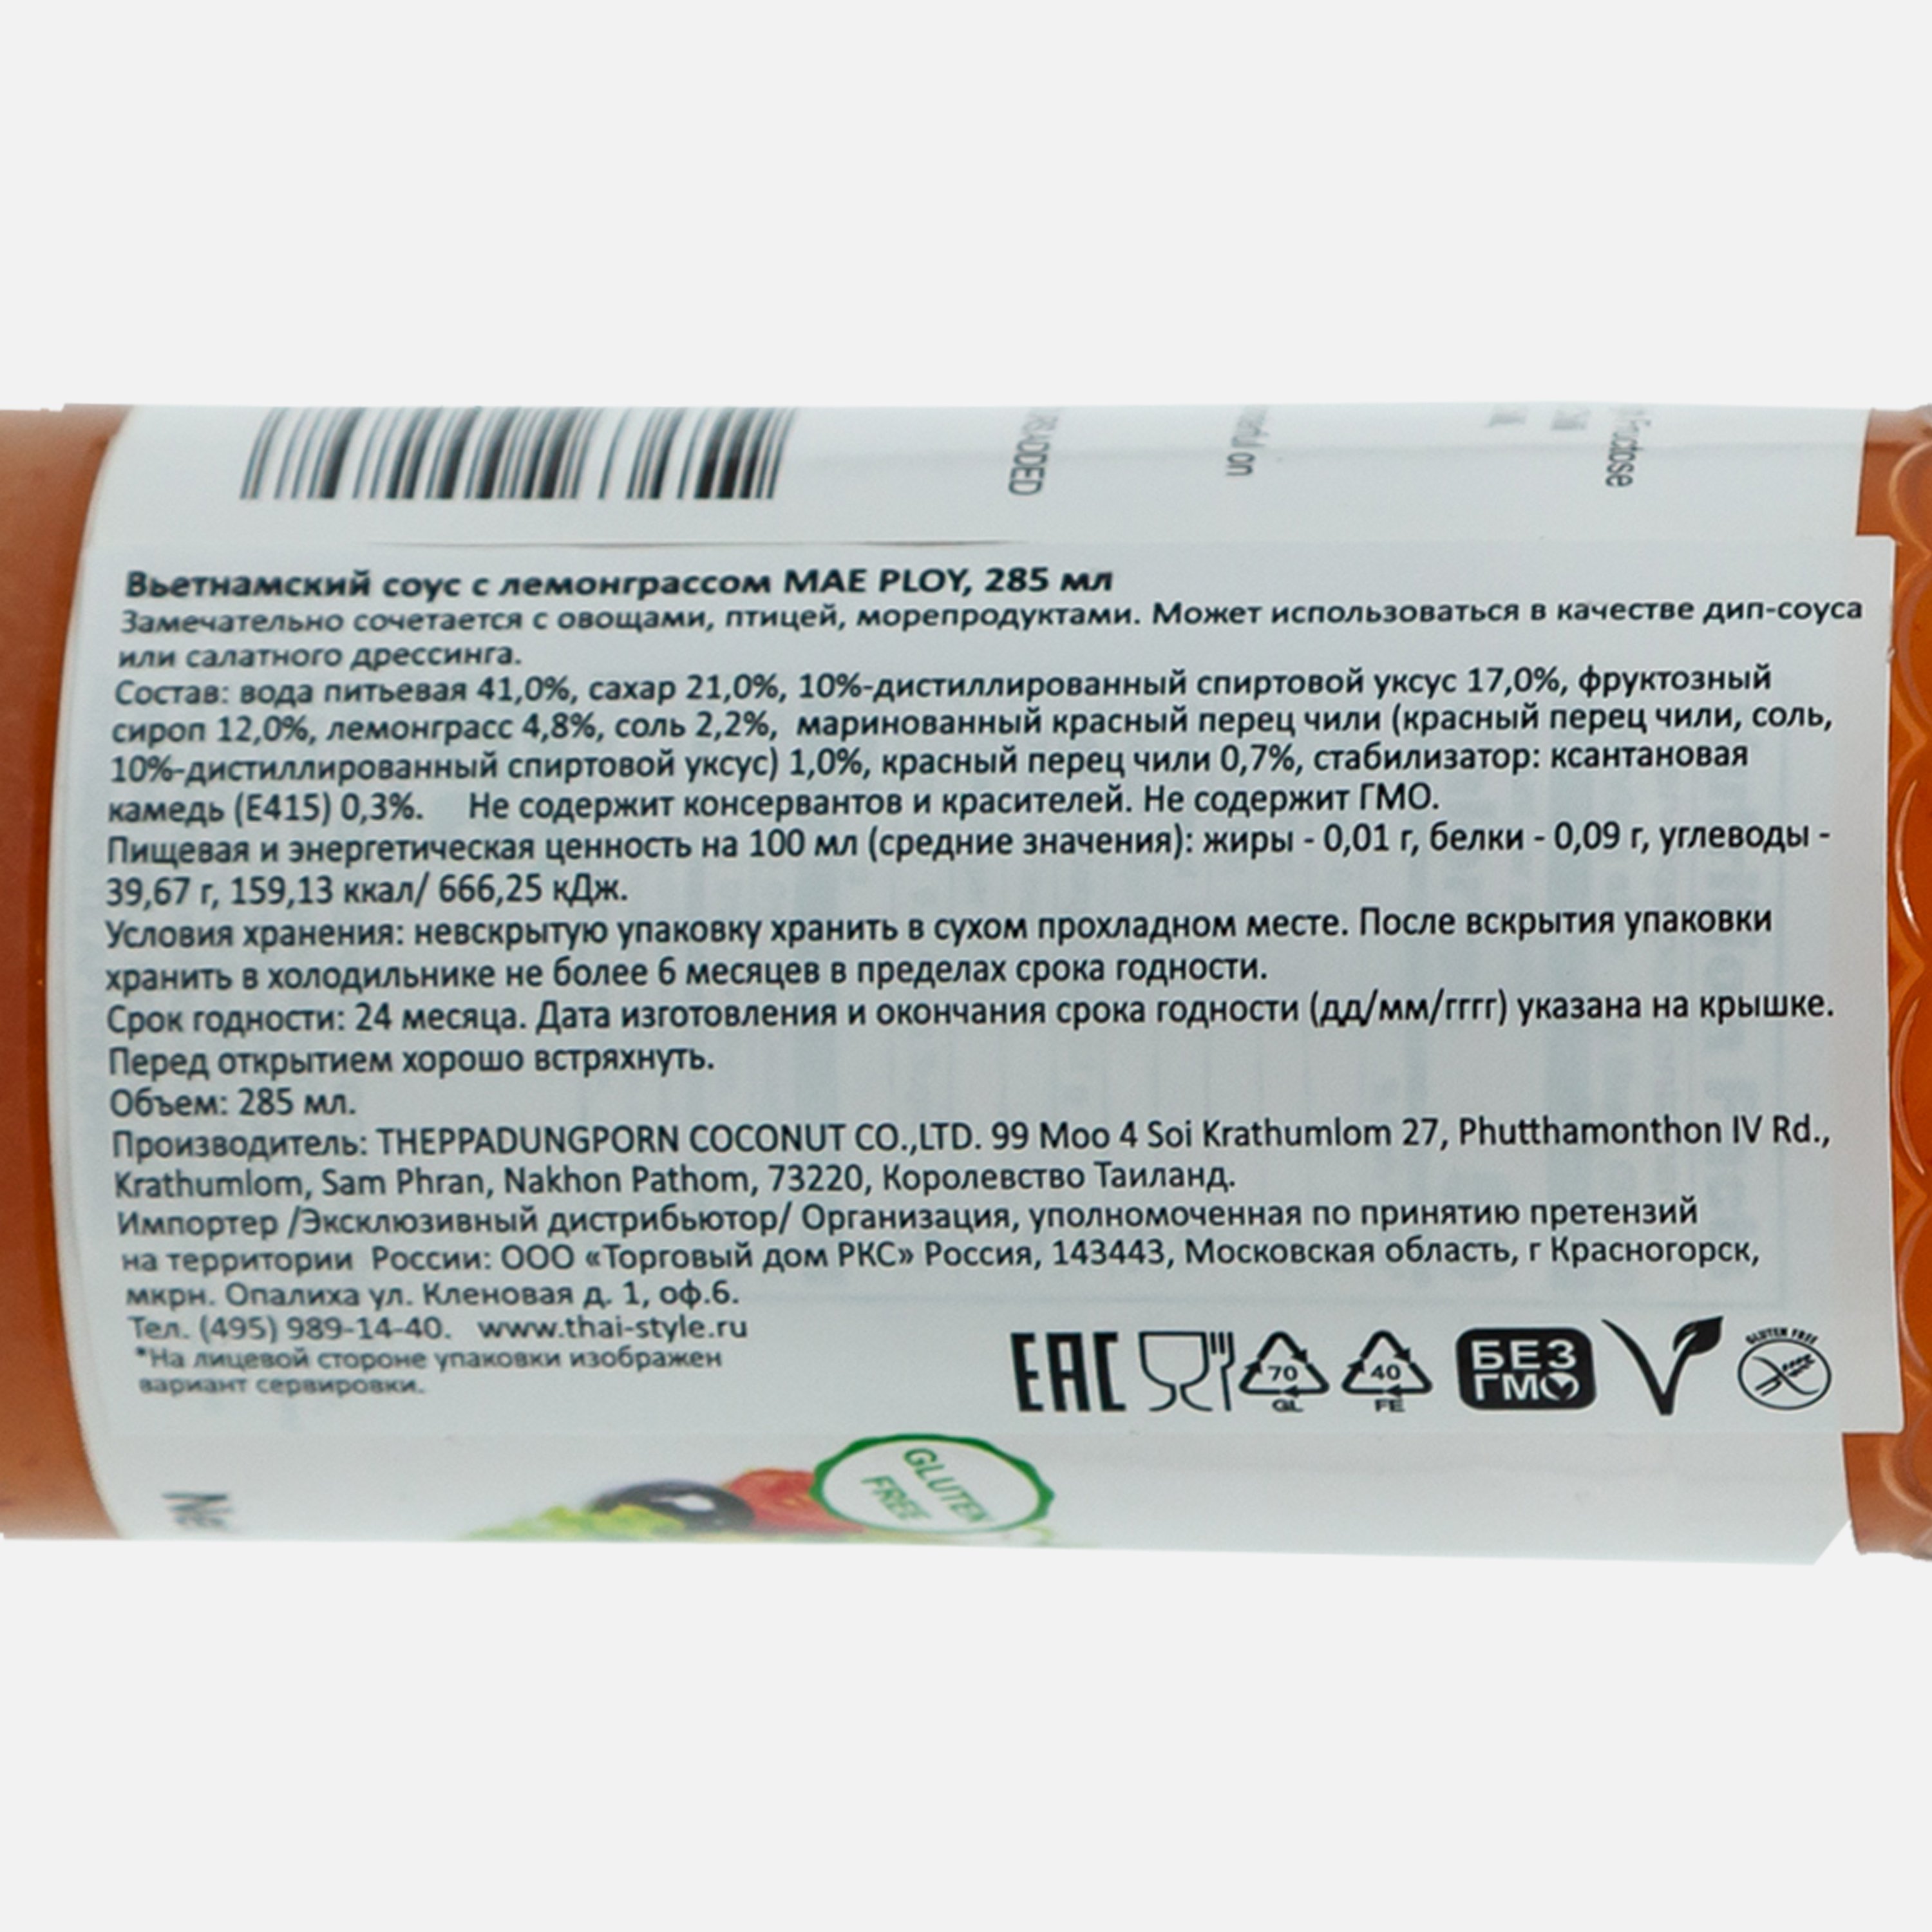 RS ADDED
on
Fructose
Вьетнамский соус с лемонграссом MAE PLOY, 285 мл
Замечательно сочетается с овощами, птицей, морепродуктами. Может использоваться в качестве дип-соуса
или салатного дрессинга.
Состав: вода питьевая 41,0%, сахар 21,0%, 10%-дистиллированный спиртовой уксус 17,0%, фруктозный
сироп 12,0%, лемонграсс 4,8%, соль 2,2%, маринованный красный перец чили (красный перец чили, соль,
10%-дистиллированный спиртовой уксус) 1,0%, красный перец чили 0,7%, стабилизатор: ксантановая
камедь (Е415) 0,3%. Не содержит консервантов и красителей. Не содержит ГМО.
Пищевая и энергетическая ценность на 100 мл (средние значения): жиры - 0,01 г, белки - 0,09 г, углеводы -
39,67 г, 159,13 ккал/ 666,25 кДж.
Условия хранения: невскрытую упаковку хранить в сухом прохладном месте. После вскрытия упаковки
хранить в холодильнике не более 6 месяцев в пределах срока годности.
Срок годности: 24 месяца. Дата изготовления и окончания срока годности (дд/мм/гггг) указана на крышке.
Перед открытием хорошо встряхнуть.
Объем: 285 мл.
Производитель: THEPPADUNGPORN COCONUT CO.,LTD. 99 Moo 4 Soi Krathumlom 27, Phutthamonthon IV Rd.,
Krathumlom, Sam Phran, Nakhon Pathom, 73220, Королевство Таиланд.
Импортер /Эксклюзивный дистрибьютор/ Организация, уполномоченная по принятию претензий
на территории России: ООО «Торговый дом РКС» Россия, 143443, Московская область, г Красногорск,
мкрн. Опалиха ул. Кленовая д. 1, оф.6.
Тел. (495) 989-14-40. www.thai-style.ru
*На лицевой стороне упаковки изображен
вариант сервировки.
EAC
70
GL
40
FE
БЕЗ
ГМО
GLUTEN FREE
GLUTEN
FREE
Ne